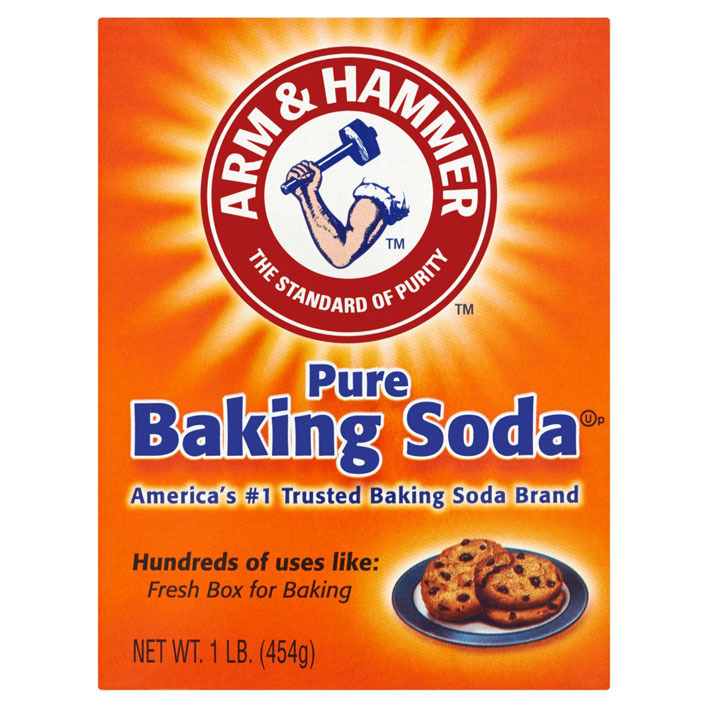 ARM & HAMMER
THE STANDARD OF PURITY
TM
TM
Pure
Baking Soda
Ⓤp
America's #1 Trusted Baking Soda Brand
Hundreds of uses like:
Fresh Box for Baking
NET WT. 1 LB. (454g)